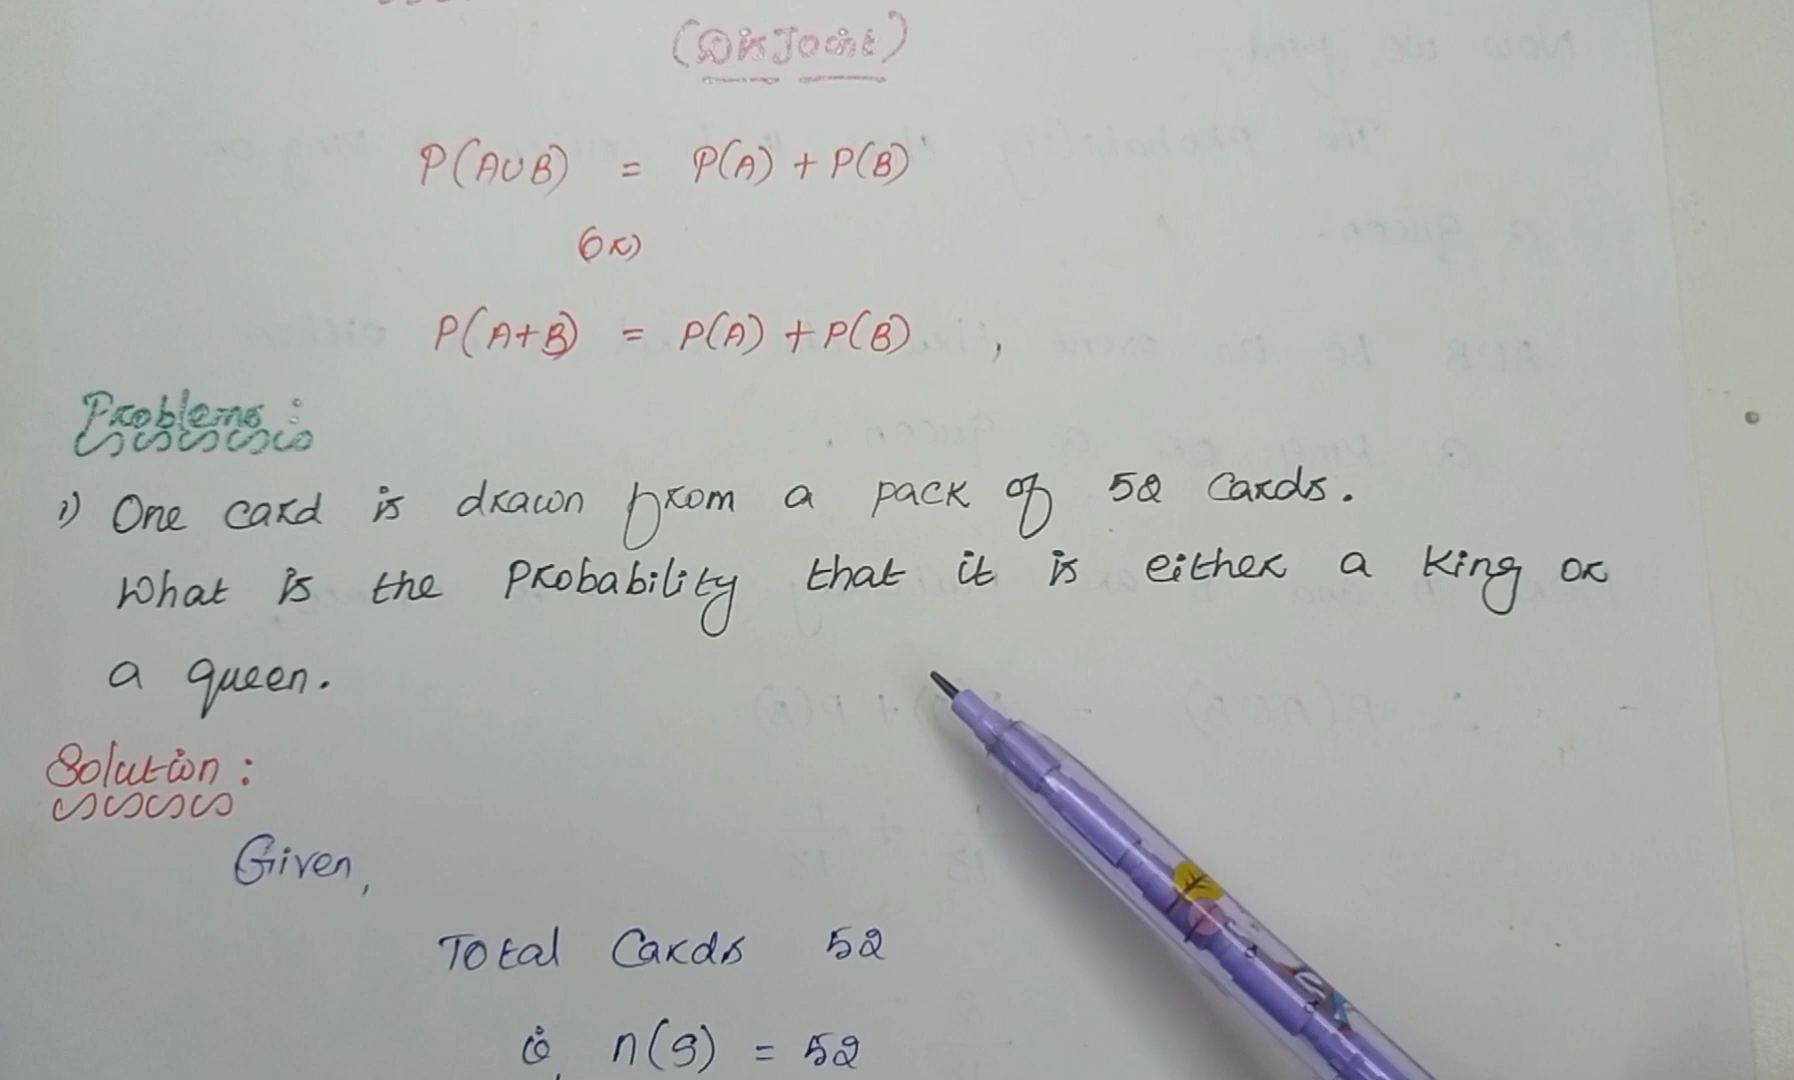 (Disjoint)
P(A∪B) = P(A) + P(B)
(or)
P(A+B) = P(A) + P(B),
Problems:
1) One card is drawn from a pack of 52 Cards.
What is the Probability that it is either a King or
a queen.
Solution:
Given,
Total Cards 52
ie, n(S) = 52